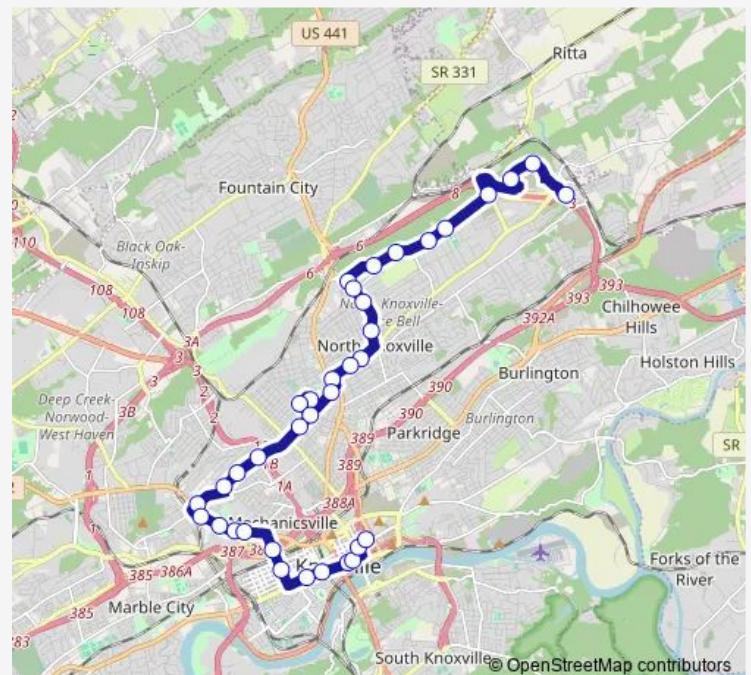 US 441
Ritta
SR 331
Fountain City
8
6
110
Black Oak-
Inskip
6
108
108
393
393
Chilhowee
Hills
3A
392A
3
3
North
oxville
3
2
Holston Hills
Burlington
3B
390
Deep Creek-
Norwood-
West Haven
2
390
Burlington
Parkridge
SR
389
1B
389
1
1A
388A
Mechanicsville
1
387
385
386A
Forks of the
River
Marble City
385
383
South Knoxville
© OpenStreetMap contributors